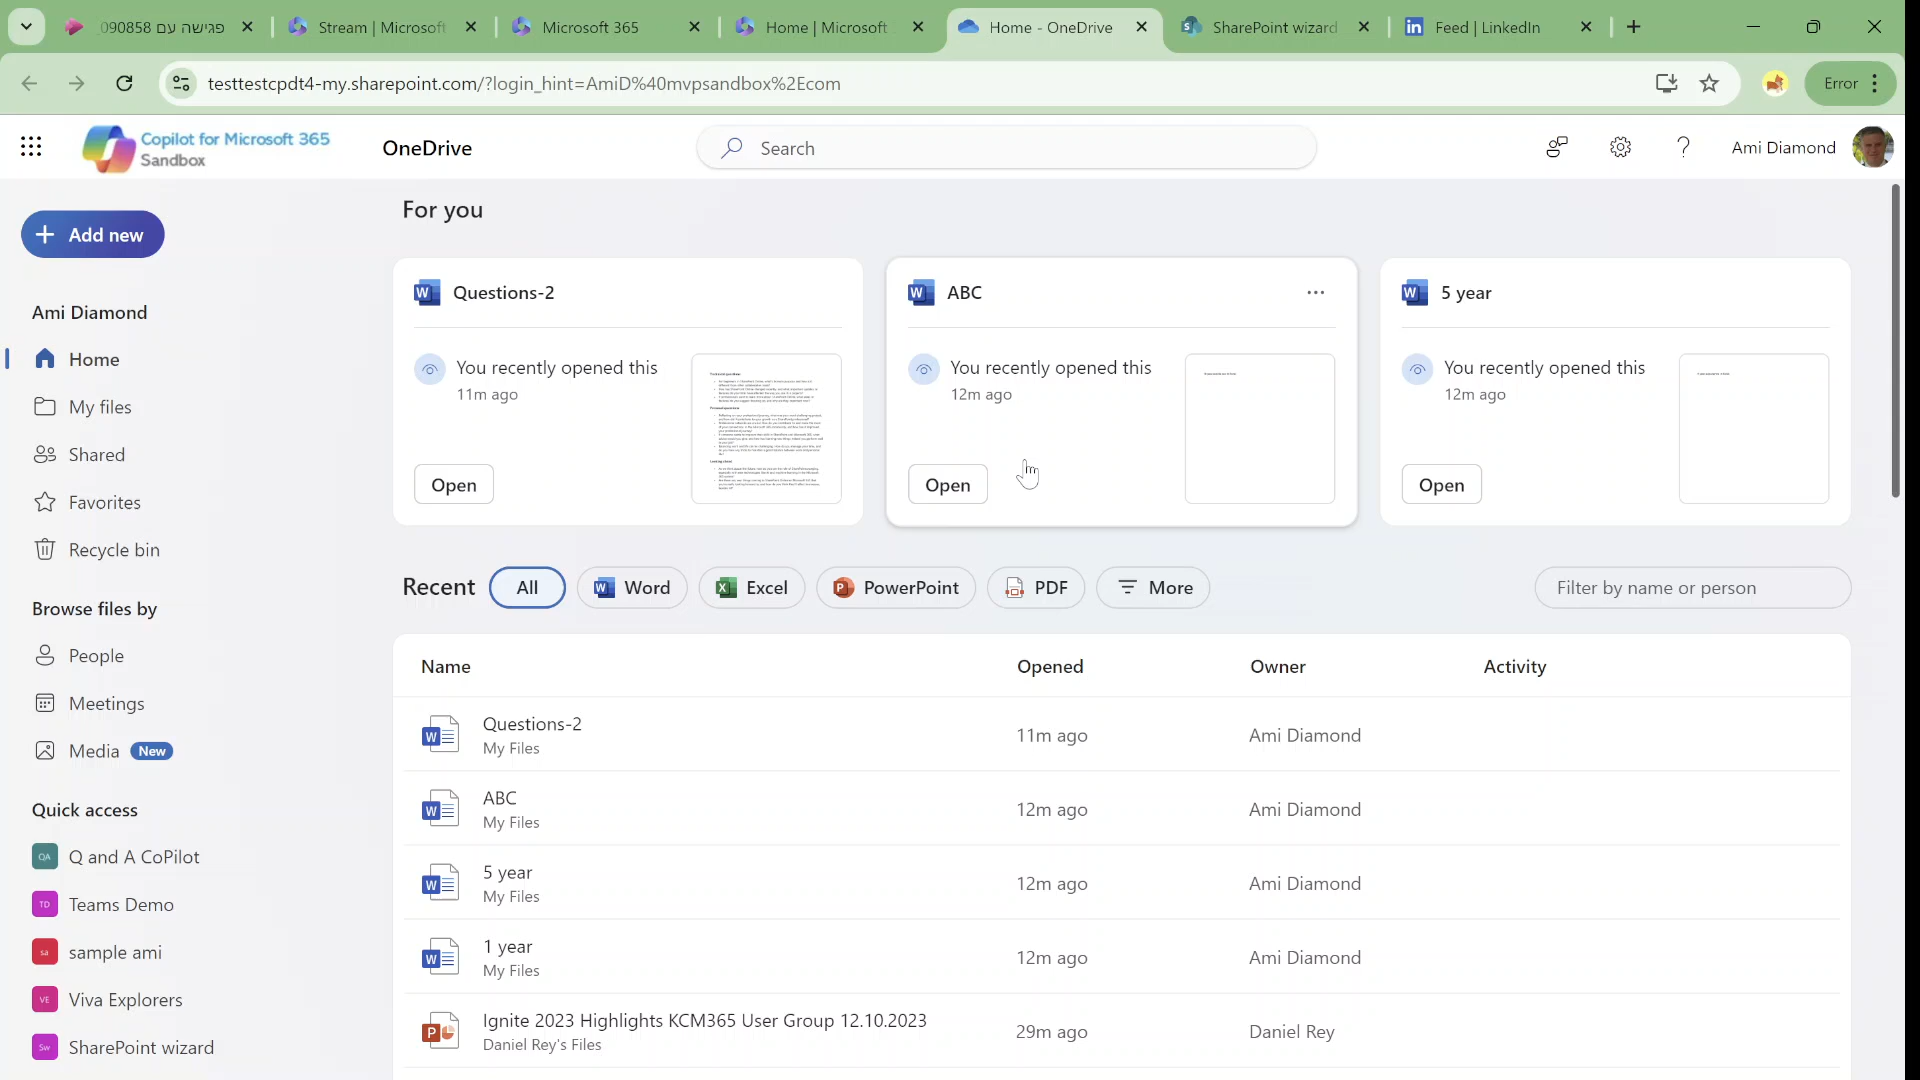 פגישה עם 090858
Stream | Microsoft
Microsoft 365
Home | Microsoft
Home - OneDrive
SharePoint wizard
Feed | LinkedIn
testtestcpdt4-my.sharepoint.com/?login_hint=AmiD%40mvpsandbox%2Ecom
Error
Copilot for Microsoft 365
Sandbox
OneDrive
Search
Ami Diamond
Add new
Ami Diamond
Home
My files
Shared
Favorites
Recycle bin
Browse files by
People
Meetings
Media New
Quick access
QA Q and A CoPilot
TD Teams Demo
sa sample ami
VE Viva Explorers
Sw SharePoint wizard
For you
Questions-2
You recently opened this
11m ago
Open
ABC
You recently opened this
12m ago
Open
5 year
You recently opened this
12m ago
Open
Recent All Word Excel PowerPoint PDF More Filter by name or person
Name Opened Owner Activity
Questions-2
My Files
11m ago Ami Diamond
ABC
My Files
12m ago Ami Diamond
5 year
My Files
12m ago Ami Diamond
1 year
My Files
12m ago Ami Diamond
Ignite 2023 Highlights KCM365 User Group 12.10.2023
Daniel Rey's Files
29m ago Daniel Rey